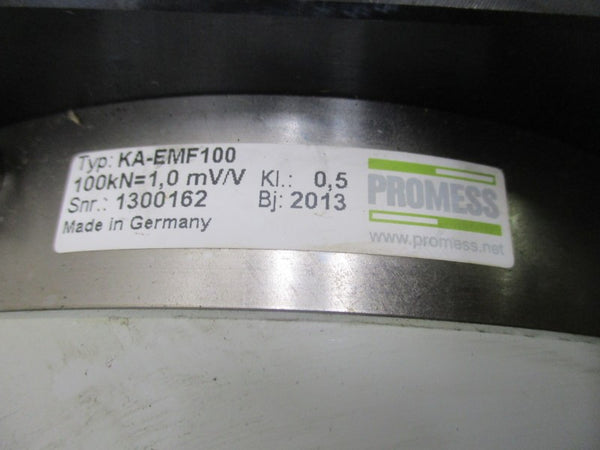 Typ: KA-EMF100
100kN=1,0 mV/V Kl.: 0,5
Snr.: 1300162 Bj: 2013
Made in Germany
PROMESS
www.promess.net